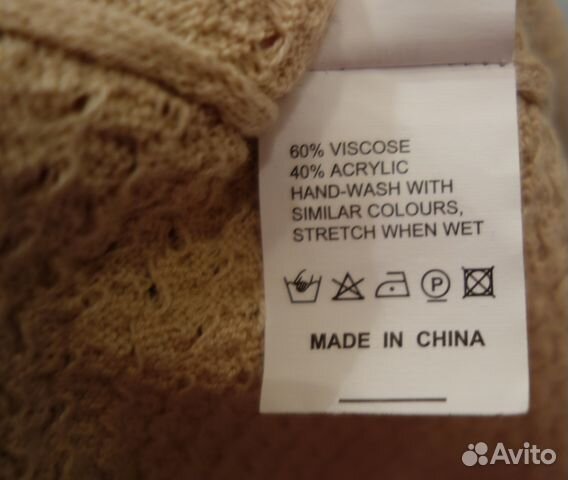 60% VISCOSE
40% ACRYLIC
HAND-WASH WITH
SIMILAR COLOURS,
STRETCH WHEN WET
P
MADE IN CHINA
Avito